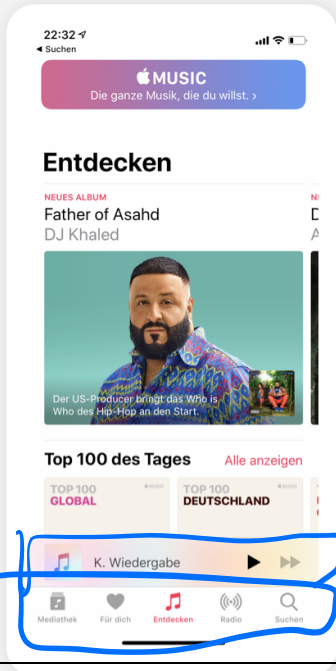 22:32
Suchen
MUSIC
Die ganze Musik, die du willst.
Entdecken
NEUES ALBUM
Father of Asahd
DJ Khaled
Der US-Producer bringt das Who is
Who des Hip-Hop an den Start.
Top 100 des Tages Alle anzeigen
TOP 100
GLOBAL
MUSIC
TOP 100
DEUTSCHLAND
MUSIC
K. Wiedergabe
Mediathek Für dich Entdecken Radio Suchen